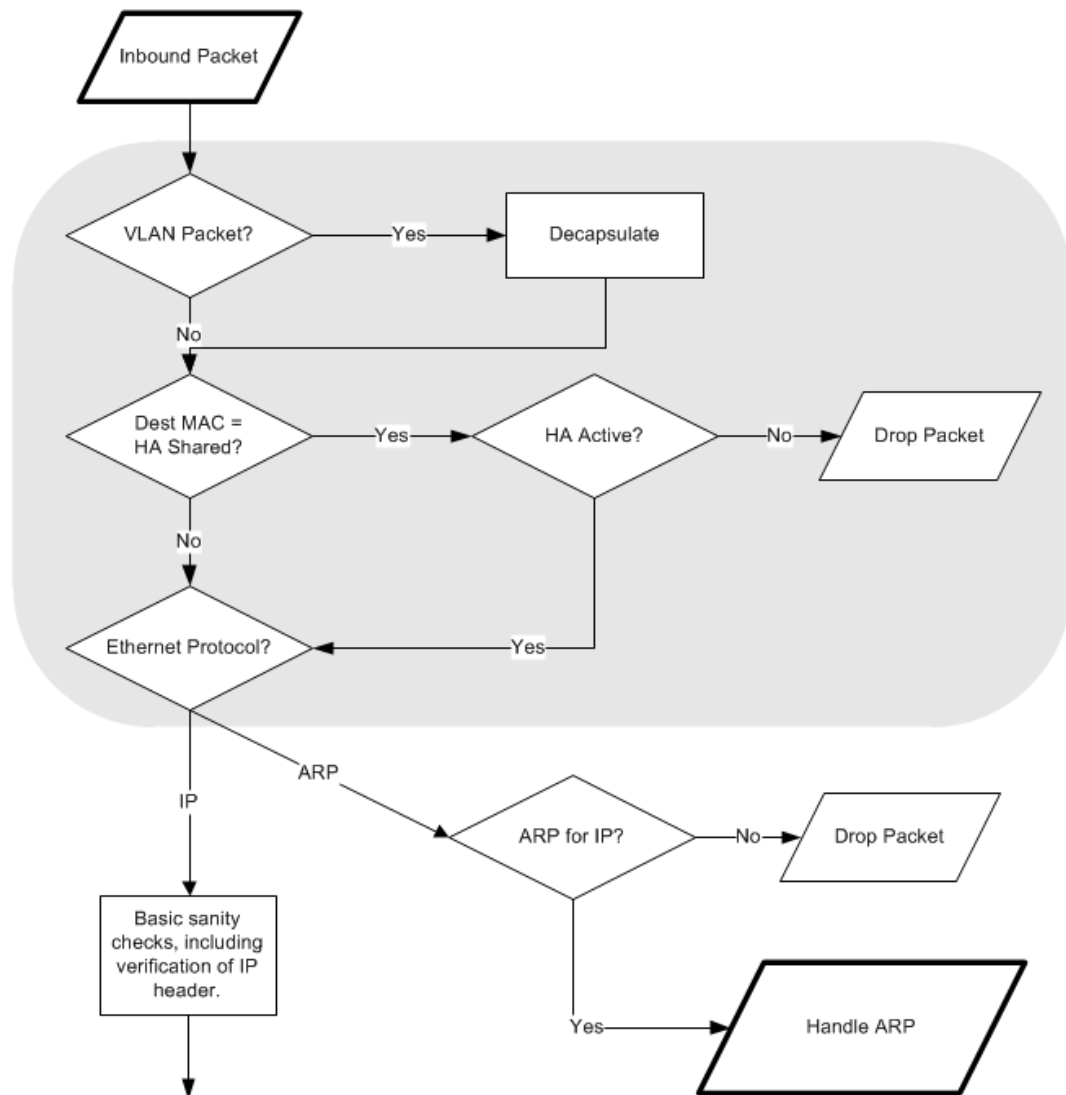 Inbound Packet
VLAN Packet?
Yes
Decapsulate
No
Dest MAC =
HA Shared?
Yes
HA Active?
No
Drop Packet
No
Ethernet Protocol?
Yes
ARP
IP
ARP for IP?
No
Drop Packet
Basic sanity
checks, including
verification of IP
header.
Yes
Handle ARP